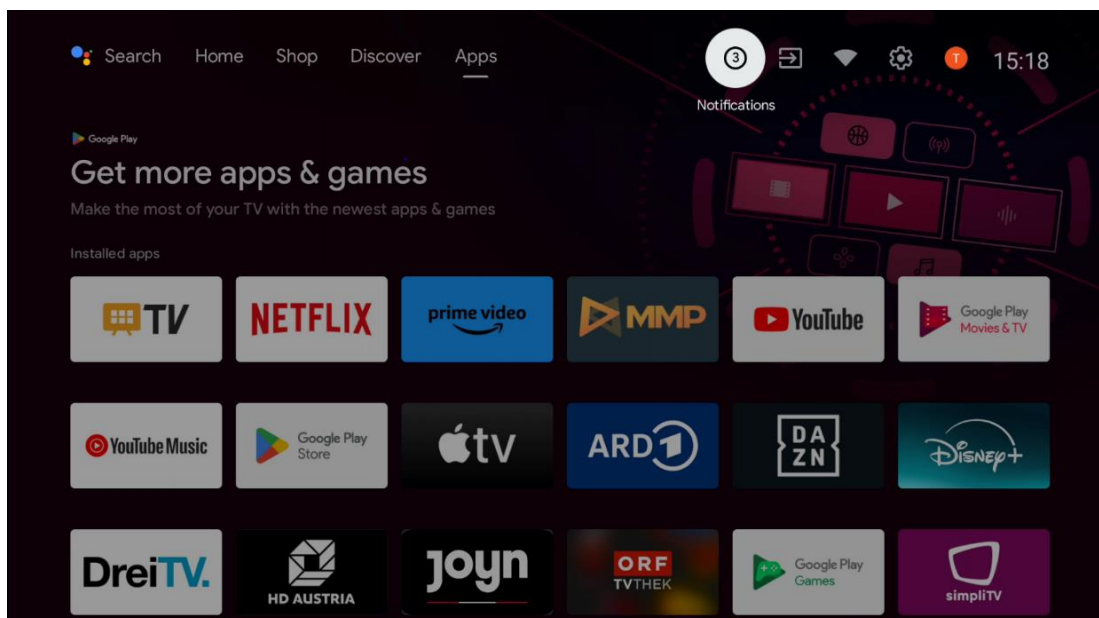 Search Home Shop Discover Apps 3 T 15:18
Notifications
Google Play
Get more apps & games
Make the most of your TV with the newest apps & games
Installed apps
TV NETFLIX prime video MMP YouTube Google Play
Movies & TV
YouTube Music Google Play
Store tv ARD 1 DA
ZN Disney+
DreiTV. HD AUSTRIA joyn ORF
TVTHEK Google Play
Games simpliTV